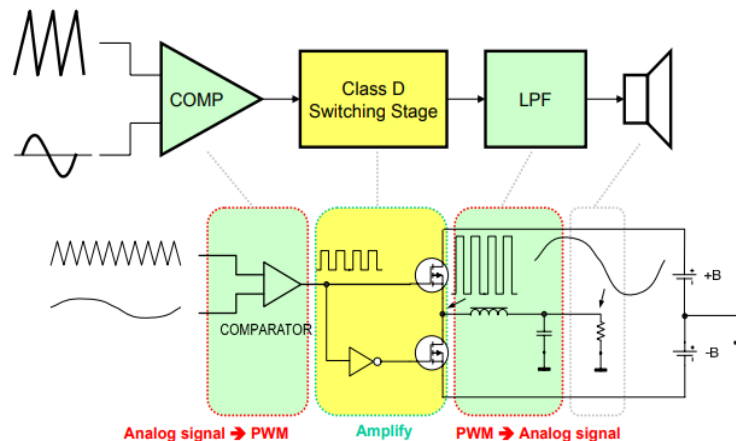 COMP
Class D
Switching Stage
LPF
COMPARATOR
+B
-B
Analog signal ➔ PWM
Amplify
PWM ➔ Analog signal